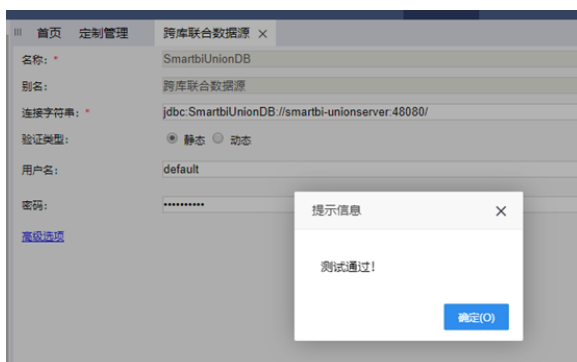 首页 定制管理 跨库联合数据源 ×
名称: * SmartbiUnionDB
别名: 跨库联合数据源
连接字符串: * jdbc:SmartbiUnionDB://smartbi-unionserver:48080/
验证类型: 静态 动态
用户名: default
密码: ••••••••••
高级选项
提示信息 ×
测试通过!
确定(O)